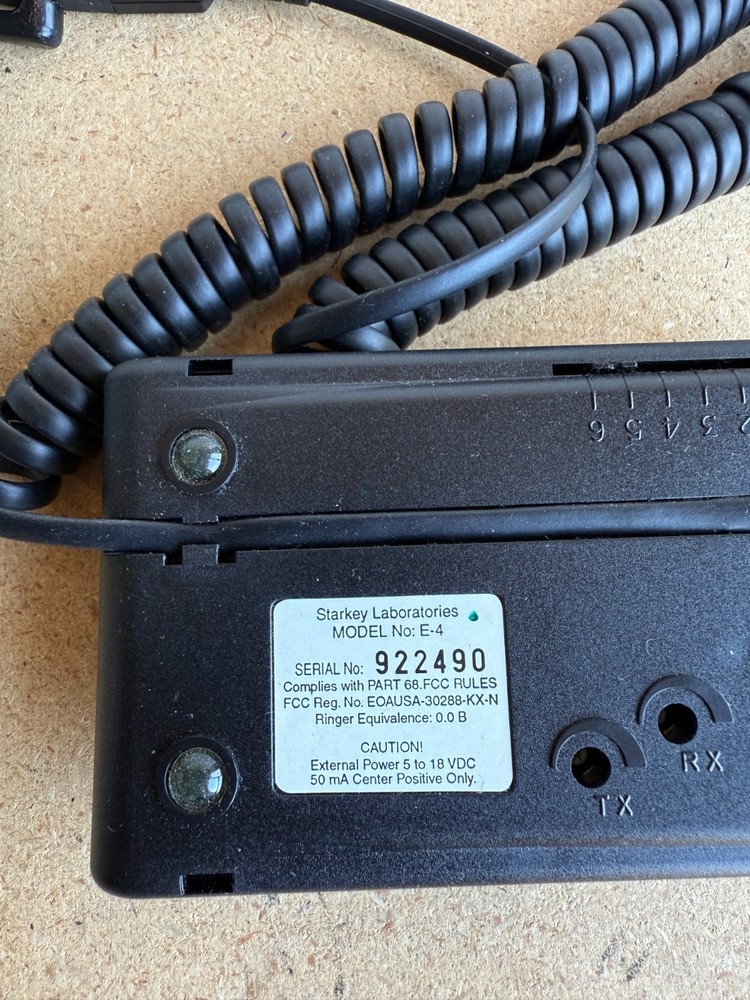 6 5 4 3 2
Starkey Laboratories
MODEL No: E-4
SERIAL No: 922490
Complies with PART 68.FCC RULES
FCC Reg. No. EOAUSA-30288-KX-N
Ringer Equivalence: 0.0 B
CAUTION!
External Power 5 to 18 VDC
50 mA Center Positive Only.
RX
TX